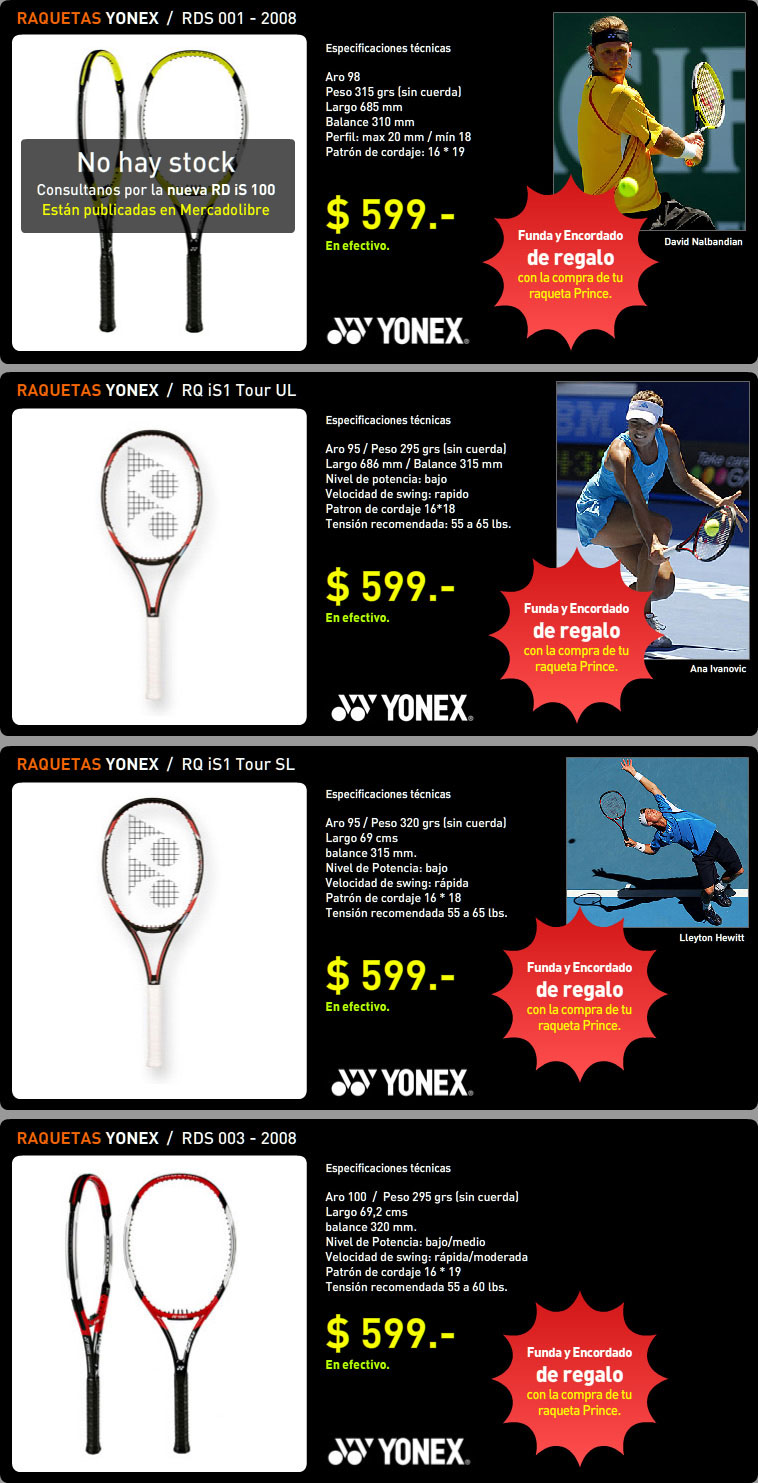 RAQUETAS YONEX / RDS 001 - 2008
No hay stock
Consultanos por la nueva RD iS 100
Están publicadas en Mercadolibre
Especificaciones técnicas
Aro 98
Peso 315 grs (sin cuerda)
Largo 685 mm
Balance 310 mm
Perfil: max 20 mm / mín 18
Patrón de cordaje: 16 * 19
$ 599.-
En efectivo.
YONEX
David Nalbandian
Funda y Encordado
de regalo
con la compra de tu
raqueta Prince.
RAQUETAS YONEX / RQ iS1 Tour UL
Especificaciones técnicas
Aro 95 / Peso 295 grs (sin cuerda)
Largo 686 mm / Balance 315 mm
Nivel de potencia: bajo
Velocidad de swing: rapido
Patron de cordaje 16*18
Tensión recomendada: 55 a 65 lbs.
$ 599.-
En efectivo.
YONEX
IBM
Ana Ivanovic
Funda y Encordado
de regalo
con la compra de tu
raqueta Prince.
RAQUETAS YONEX / RQ iS1 Tour SL
Especificaciones técnicas
Aro 95 / Peso 320 grs (sin cuerda)
Largo 69 cms
balance 315 mm.
Nivel de Potencia: bajo
Velocidad de swing: rápida
Patrón de cordaje 16 * 18
Tensión recomendada 55 a 65 lbs.
$ 599.-
En efectivo.
YONEX
Lleyton Hewitt
Funda y Encordado
de regalo
con la compra de tu
raqueta Prince.
RAQUETAS YONEX / RDS 003 - 2008
Especificaciones técnicas
Aro 100 / Peso 295 grs (sin cuerda)
Largo 69,2 cms
balance 320 mm.
Nivel de Potencia: bajo/medio
Velocidad de swing: rápida/moderada
Patrón de cordaje 16 * 19
Tensión recomendada 55 a 60 lbs.
$ 599.-
En efectivo.
YONEX
Funda y Encordado
de regalo
con la compra de tu
raqueta Prince.